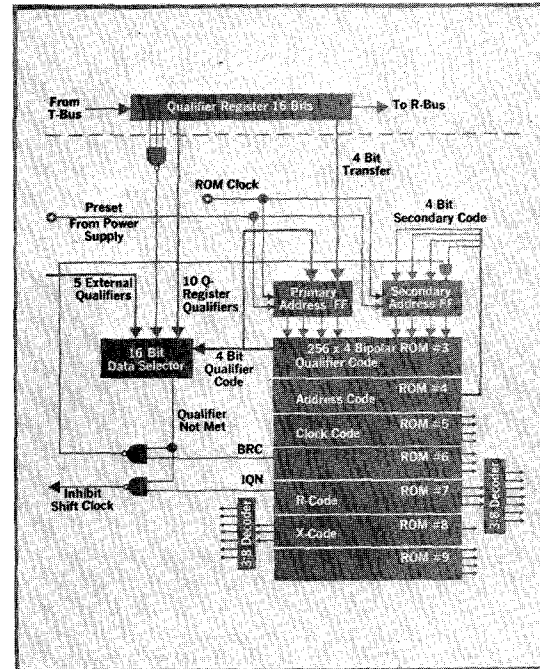 From
T-Bus
Qualifier Register 16 Bits
To R-Bus
4 Bit
Transfer
ROM Clock
4 Bit
Secondary Code
Preset
From Power
Supply
5 External
Qualifiers
10 Q-
Register
Qualifiers
Primary
Address FF
Secondary
Address FF
16 Bit
Data Selector
4 Bit
Qualifier
Code
256 x 4 Bipolar ROM #3
Qualifier Code
ROM #4
Address Code
Qualifier
Not Met
ROM #5
Clock Code
BRC
ROM #6
IQN
ROM #7
R-Code
Inhibit
Shift Clock
3:8 Decoder
ROM #8
X-Code
3:8 Decoder
ROM #9